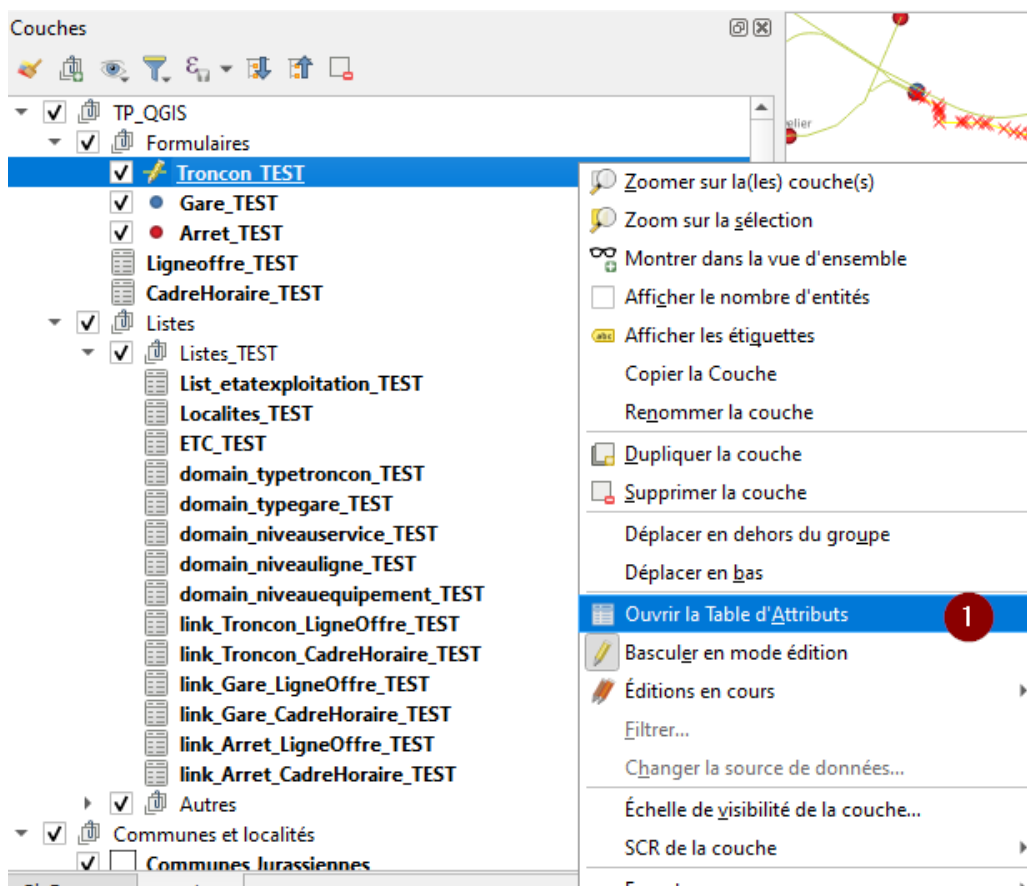 Couches
TP_QGIS
Formulaires
Troncon_TEST
Gare_TEST
Arret_TEST
Ligneoffre_TEST
CadreHoraire_TEST
Listes
Listes_TEST
List_etatexploitation_TEST
Localites_TEST
ETC_TEST
domain_typetroncon_TEST
domain_typegare_TEST
domain_niveauservice_TEST
domain_niveauligne_TEST
domain_niveauequipement_TEST
link_Troncon_LigneOffre_TEST
link_Troncon_CadreHoraire_TEST
link_Gare_LigneOffre_TEST
link_Gare_CadreHoraire_TEST
link_Arret_LigneOffre_TEST
link_Arret_CadreHoraire_TEST
Autres
Communes et localités
Communes Jurassiennes
elier
Zoomer sur la(les) couche(s)
Zoom sur la sélection
Montrer dans la vue d'ensemble
Afficher le nombre d'entités
abc Afficher les étiquettes
Copier la Couche
Renommer la couche
Dupliquer la couche
Supprimer la couche
Déplacer en dehors du groupe
Déplacer en bas
Ouvrir la Table d'Attributs 1
Basculer en mode édition
Éditions en cours
Filtrer...
Changer la source de données...
Échelle de visibilité de la couche...
SCR de la couche